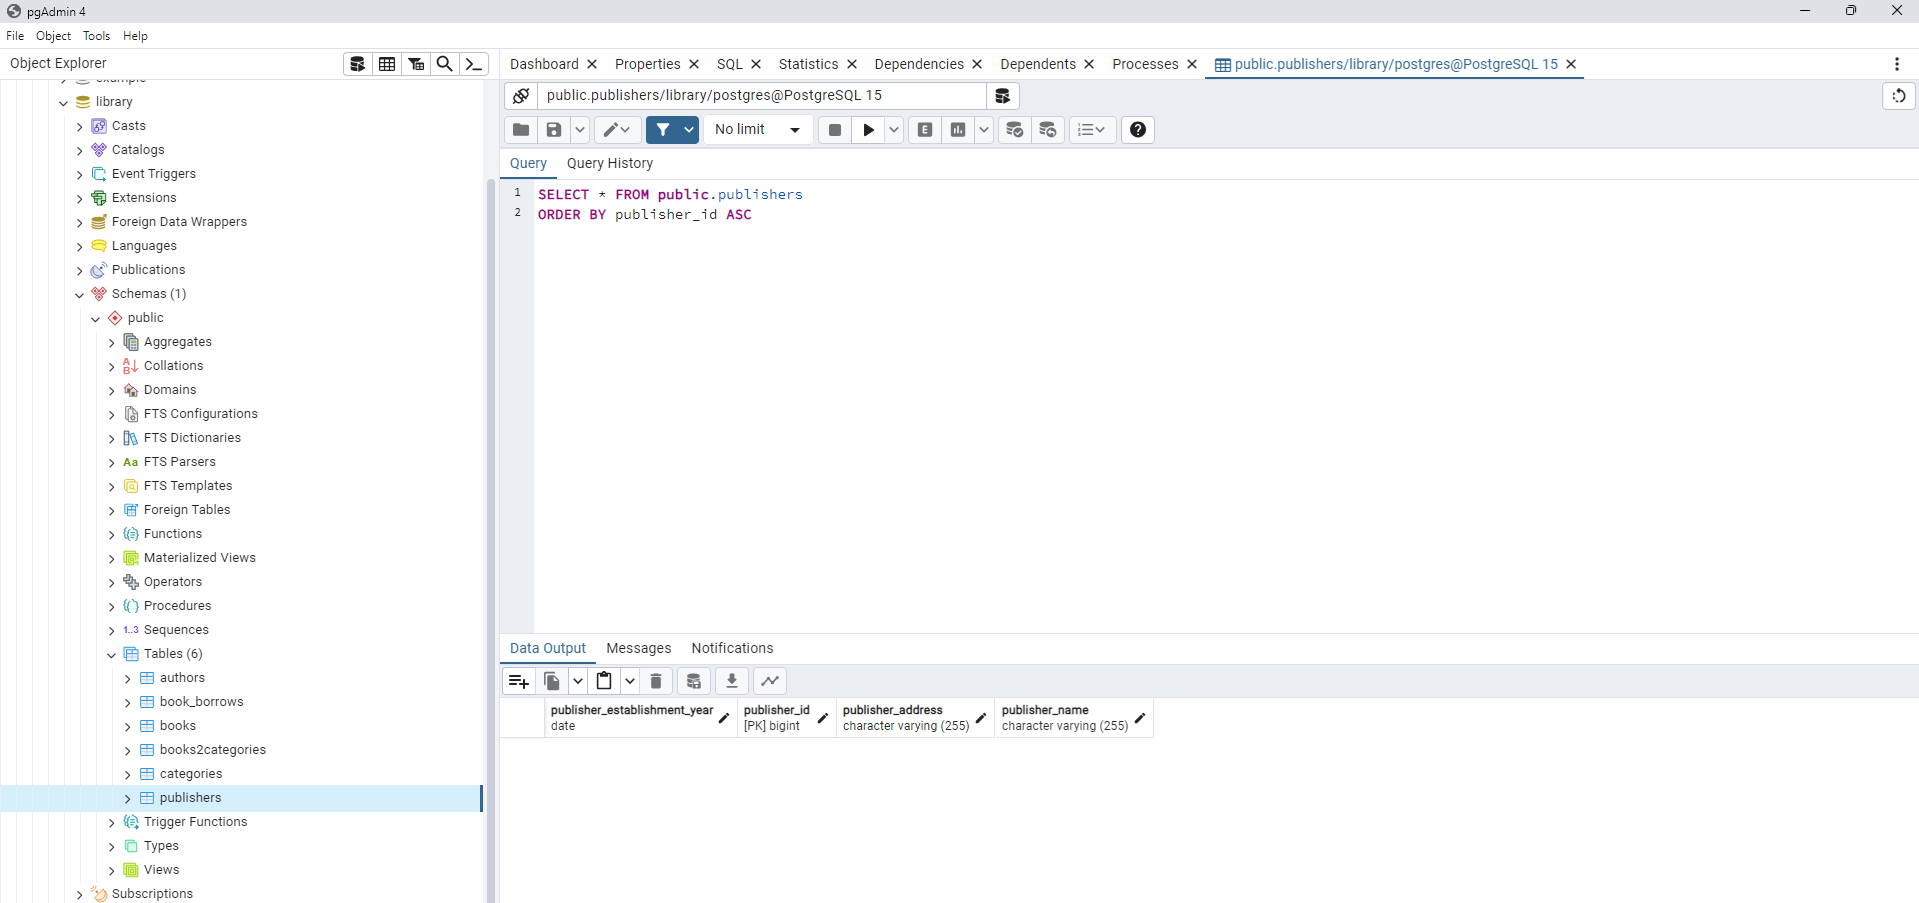 pgAdmin 4
File Object Tools Help
Object Explorer
Dashboard Properties SQL Statistics Dependencies Dependents Processes public.publishers/library/postgres@PostgreSQL 15
example
library
Casts
Catalogs
Event Triggers
Extensions
Foreign Data Wrappers
Languages
Publications
Schemas (1)
public
Aggregates
Collations
Domains
FTS Configurations
FTS Dictionaries
Aa FTS Parsers
FTS Templates
Foreign Tables
Functions
Materialized Views
Operators
Procedures
1..3 Sequences
Tables (6)
authors
book_borrows
books
books2categories
categories
publishers
Trigger Functions
Types
Views
Subscriptions
public.publishers/library/postgres@PostgreSQL 15
No limit
E
Query Query History
1 SELECT * FROM public.publishers
2 ORDER BY publisher_id ASC
Data Output Messages Notifications
publisher_establishment_year publisher_id publisher_address publisher_name
date [PK] bigint character varying (255) character varying (255)